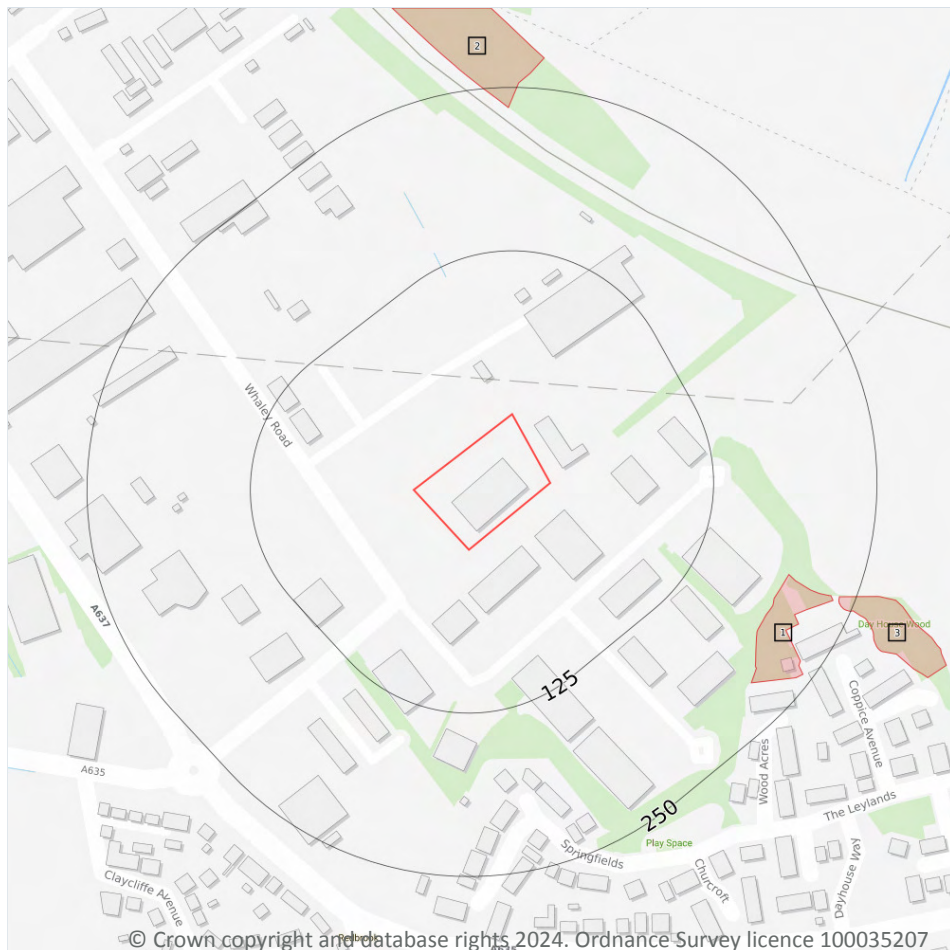 2
Whaley Road
1
Day House Wood
3
A637
125
Coppice Avenue
Wood Acres
A635
The Leylands
250
Play Space
Springfields
Churcroft
Dayhouse Way
Claycliffe Avenue
Redbrook
© Crown copyright and database rights 2024. Ordnance Survey licence 100035207